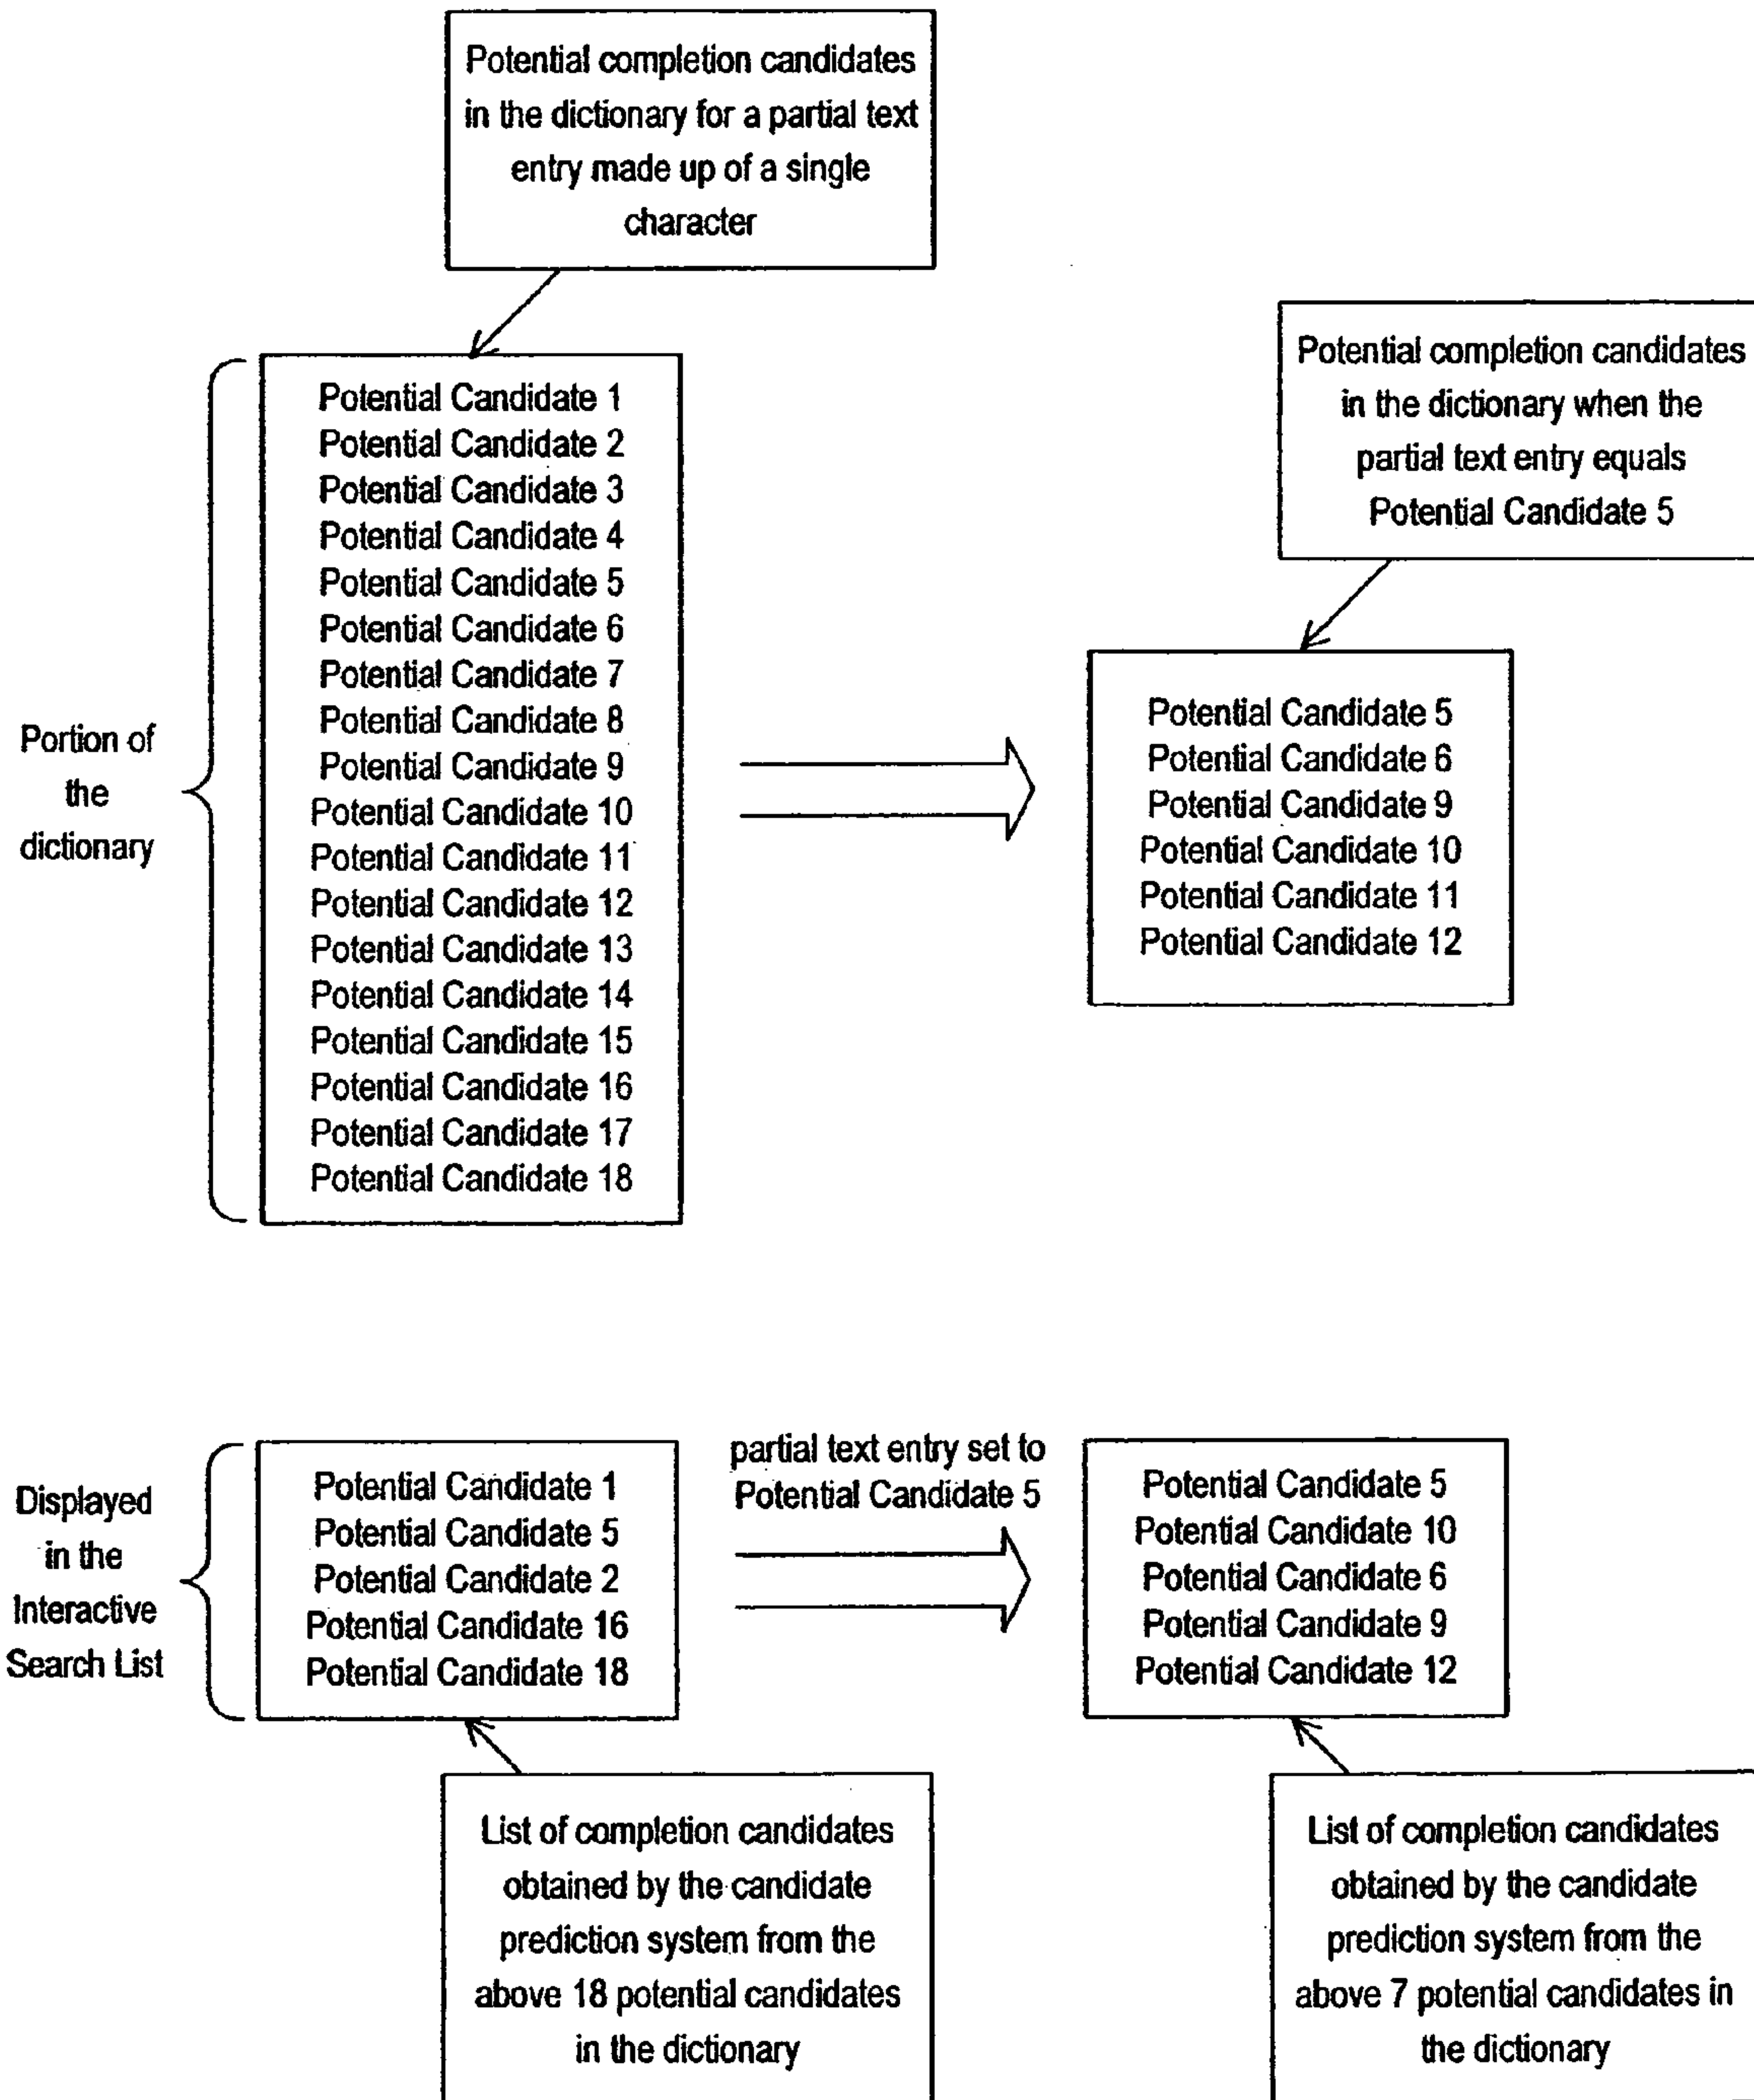 Potential completion candidates
in the dictionary for a partial text
entry made up of a single
character
Potential completion candidates
in the dictionary when the
partial text entry equals
Potential Candidate 5
Portion of
the
dictionary
Potential Candidate 1
Potential Candidate 2
Potential Candidate 3
Potential Candidate 4
Potential Candidate 5
Potential Candidate 6
Potential Candidate 7
Potential Candidate 8
Potential Candidate 9
Potential Candidate 10
Potential Candidate 11
Potential Candidate 12
Potential Candidate 13
Potential Candidate 14
Potential Candidate 15
Potential Candidate 16
Potential Candidate 17
Potential Candidate 18
Potential Candidate 5
Potential Candidate 6
Potential Candidate 9
Potential Candidate 10
Potential Candidate 11
Potential Candidate 12
Displayed
in the
Interactive
Search List
Potential Candidate 1
Potential Candidate 5
Potential Candidate 2
Potential Candidate 16
Potential Candidate 18
partial text entry set to
Potential Candidate 5
Potential Candidate 5
Potential Candidate 10
Potential Candidate 6
Potential Candidate 9
Potential Candidate 12
List of completion candidates
obtained by the candidate
prediction system from the
above 18 potential candidates
in the dictionary
List of completion candidates
obtained by the candidate
prediction system from the
above 7 potential candidates in
the dictionary